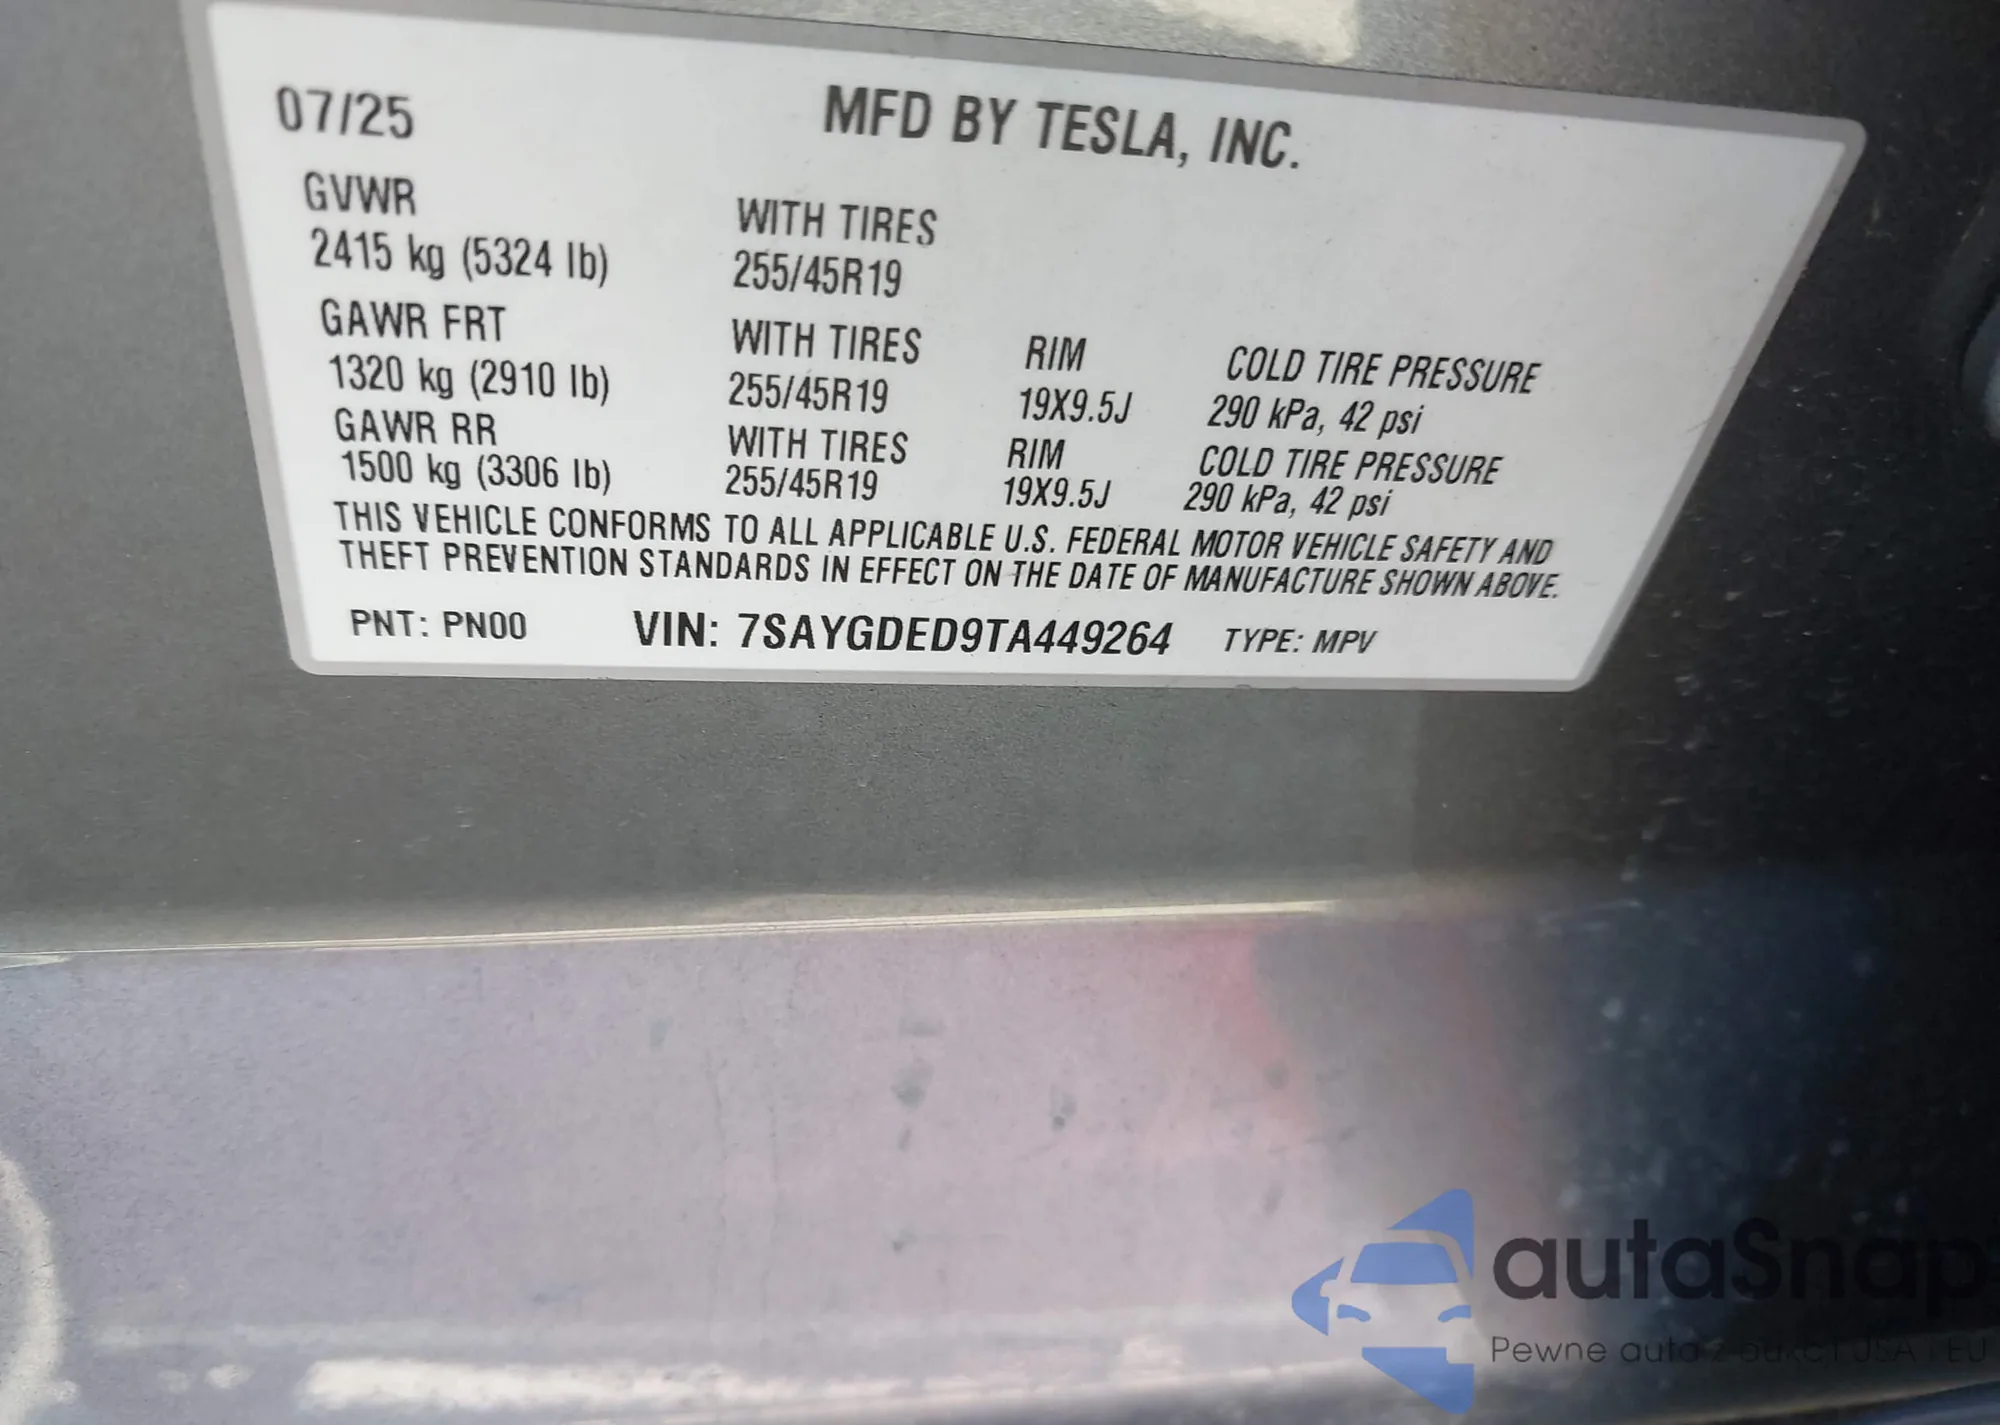 07/25 MFD BY TESLA, INC.
GVWR WITH TIRES
2415 kg (5324 lb) 255/45R19
GAWR FRT WITH TIRES RIM COLD TIRE PRESSURE
1320 kg (2910 lb) 255/45R19 19X9.5J 290 kPa, 42 psi
GAWR RR WITH TIRES RIM COLD TIRE PRESSURE
1500 kg (3306 lb) 255/45R19 19X9.5J 290 kPa, 42 psi
THIS VEHICLE CONFORMS TO ALL APPLICABLE U.S. FEDERAL MOTOR VEHICLE SAFETY AND
THEFT PREVENTION STANDARDS IN EFFECT ON THE DATE OF MANUFACTURE SHOWN ABOVE.
PNT: PN00 VIN: 7SAYGDED9TA449264 TYPE: MPV
autaSnap
Pewne auta z aukcji USA i EU